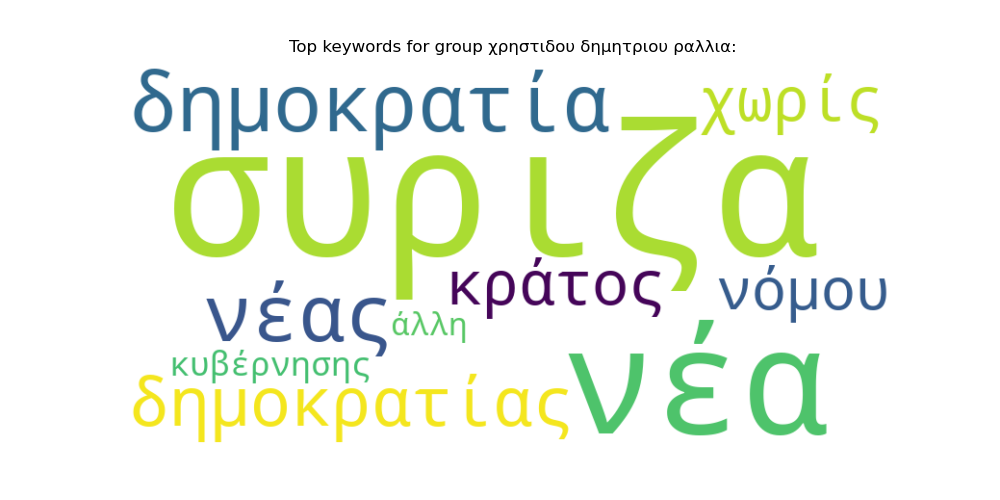 Top keywords for group χρηστιδου δημητριου ραλλια:
δημοκρατία
χωρίς
συριζα
κράτος
νόμου
νέας
άλλη
νέα
κυβέρνησης
δημοκρατίας